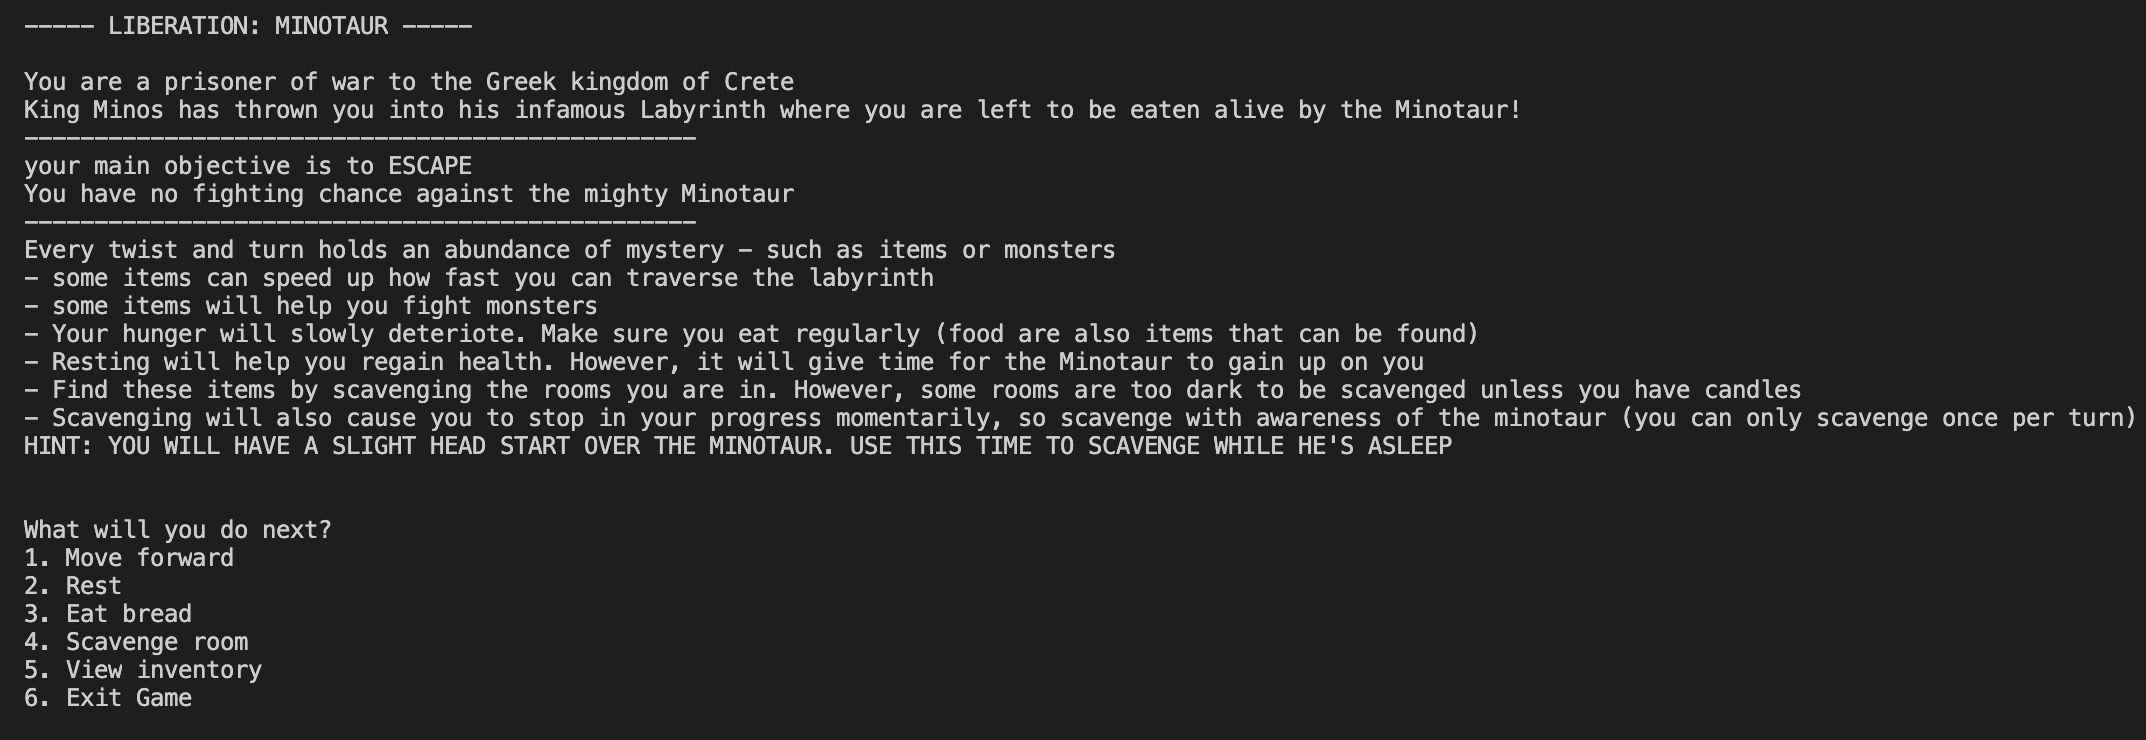 ----- LIBERATION: MINOTAUR -----
You are a prisoner of war to the Greek kingdom of Crete
King Minos has thrown you into his infamous Labyrinth where you are left to be eaten alive by the Minotaur!
------------------------------------------------
your main objective is to ESCAPE
You have no fighting chance against the mighty Minotaur
------------------------------------------------
Every twist and turn holds an abundance of mystery - such as items or monsters
- some items can speed up how fast you can traverse the labyrinth
- some items will help you fight monsters
- Your hunger will slowly deteriote. Make sure you eat regularly (food are also items that can be found)
- Resting will help you regain health. However, it will give time for the Minotaur to gain up on you
- Find these items by scavenging the rooms you are in. However, some rooms are too dark to be scavenged unless you have candles
- Scavenging will also cause you to stop in your progress momentarily, so scavenge with awareness of the minotaur (you can only scavenge once per turn)
HINT: YOU WILL HAVE A SLIGHT HEAD START OVER THE MINOTAUR. USE THIS TIME TO SCAVENGE WHILE HE'S ASLEEP
What will you do next?
1. Move forward
2. Rest
3. Eat bread
4. Scavenge room
5. View inventory
6. Exit Game